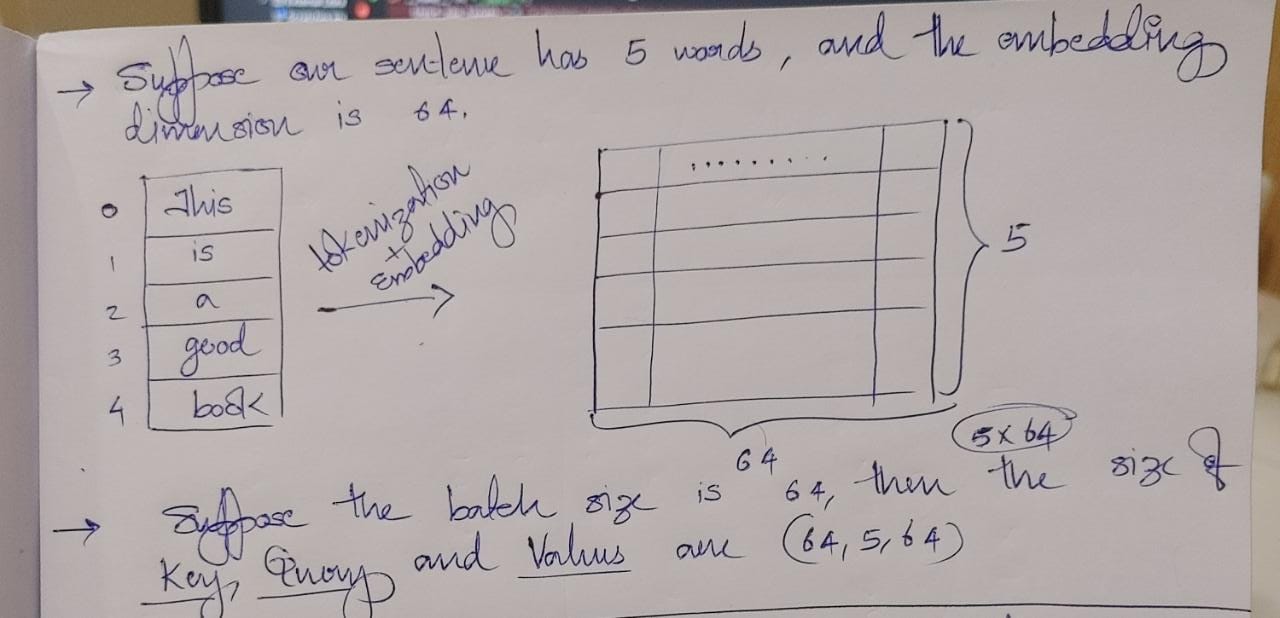 → Suppose our sentence has 5 words, and the embedding
dimension is 64.
0 This
1 is
2 a
3 good
4 book
tokenization
+
Embedding
→
.........
5
64
5x64
→ Suppose the batch size is 64, then the size of
Key, Query and Values are (64, 5, 64)